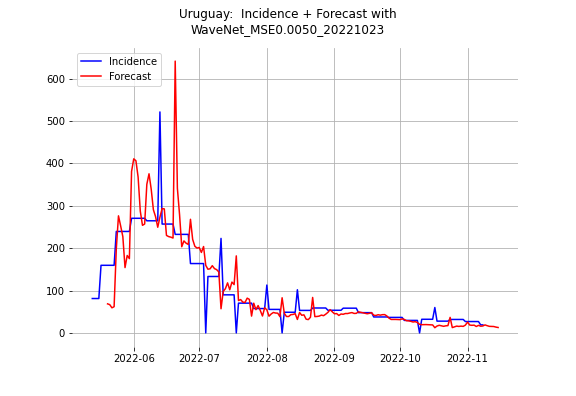 Uruguay:  Incidence + Forecast with
WaveNet_MSE0.0050_20221023
Incidence
Forecast
600
500
400
300
200
100
0
2022-06 2022-07 2022-08 2022-09 2022-10 2022-11